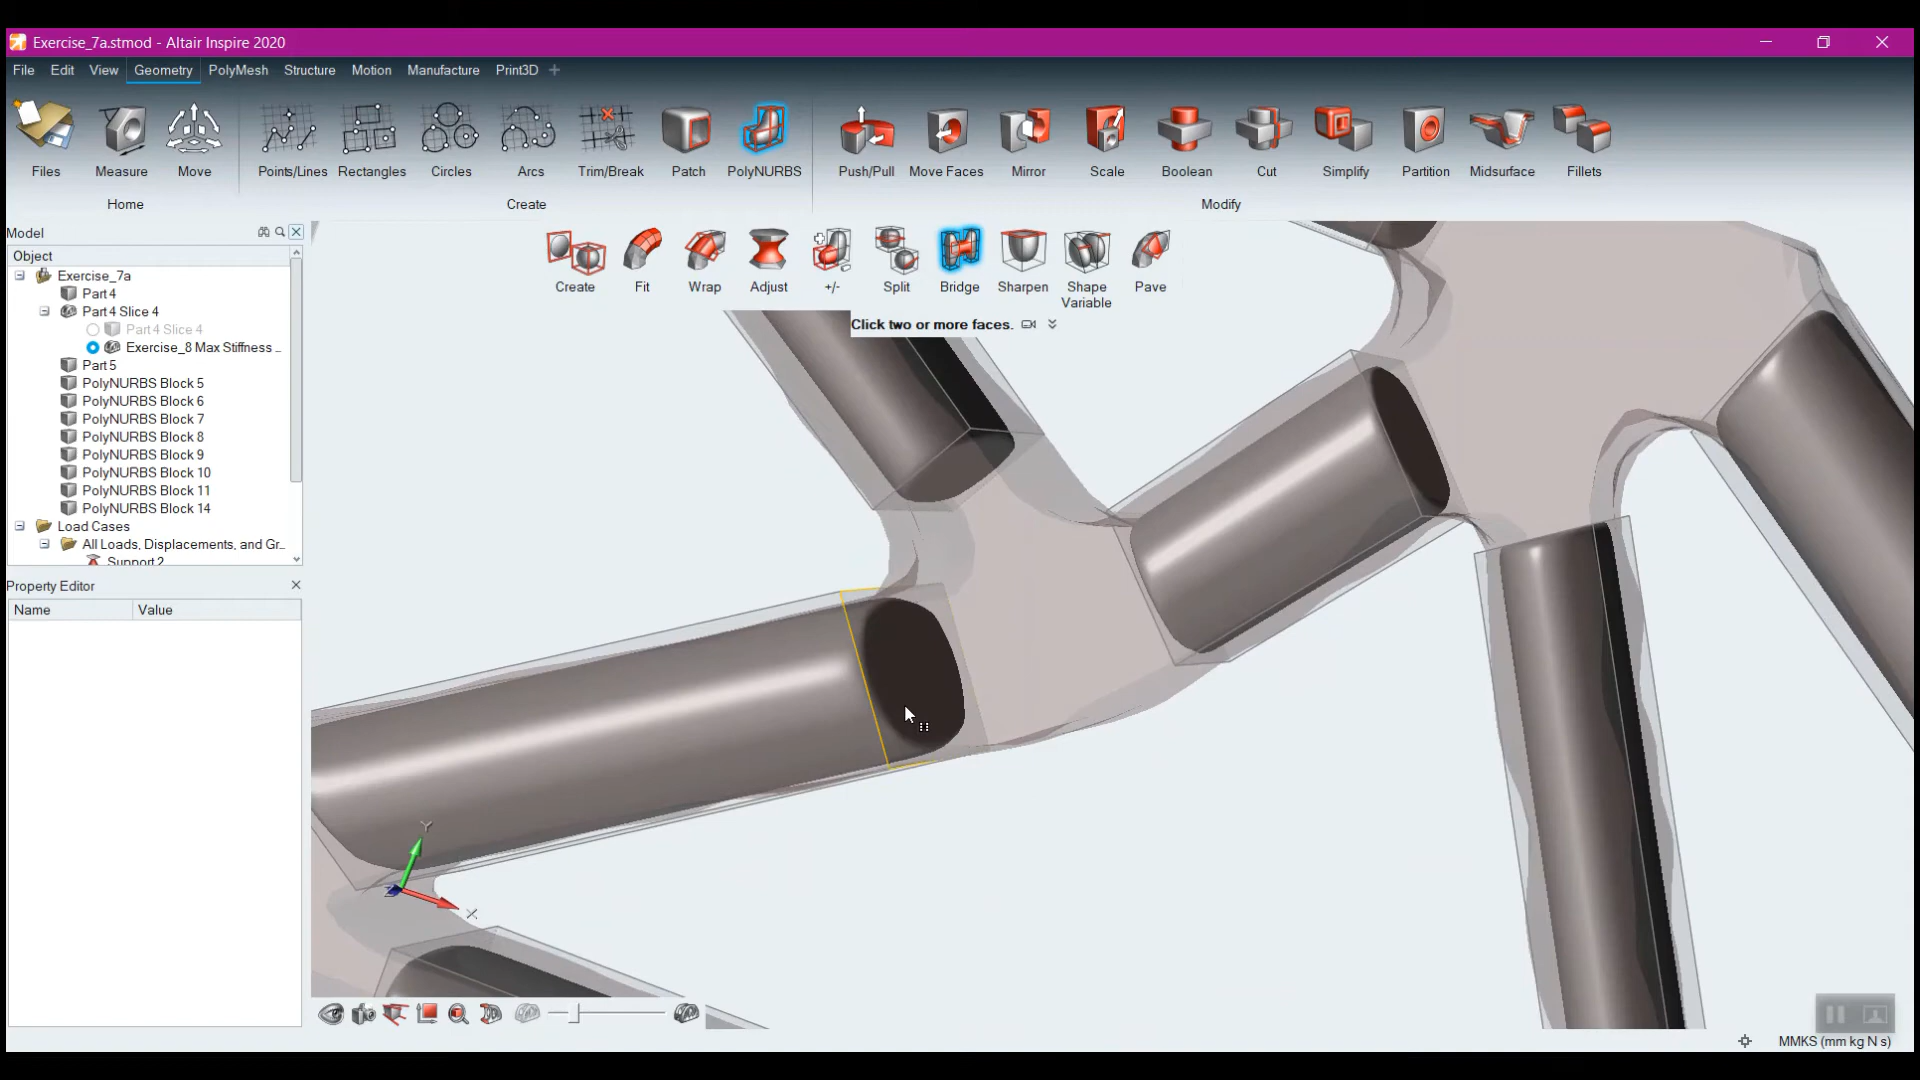 Exercise_7a.stmod - Altair Inspire 2020
File Edit View Geometry PolyMesh Structure Motion Manufacture Print3D +
Files Measure Move Points/Lines Rectangles Circles Arcs Trim/Break Patch PolyNURBS Push/Pull Move Faces Mirror Scale Boolean Cut Simplify Partition Midsurface Fillets
Home Create Modify
Model
Object
Exercise_7a
Part 4
Part 4 Slice 4
Part 4 Slice 4
Exercise_8 Max Stiffness ..
Part 5
PolyNURBS Block 5
PolyNURBS Block 6
PolyNURBS Block 7
PolyNURBS Block 8
PolyNURBS Block 9
PolyNURBS Block 10
PolyNURBS Block 11
PolyNURBS Block 14
Load Cases
All Loads, Displacements, and Gr..
Support 2
Property Editor
Name Value
Create Fit Wrap Adjust +/- Split Bridge Sharpen Shape Variable Pave
Click two or more faces.
Y
X
Z
MMKS (mm kg N s)